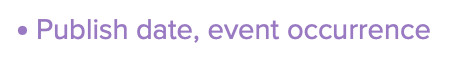 • Publish date, event occurrence